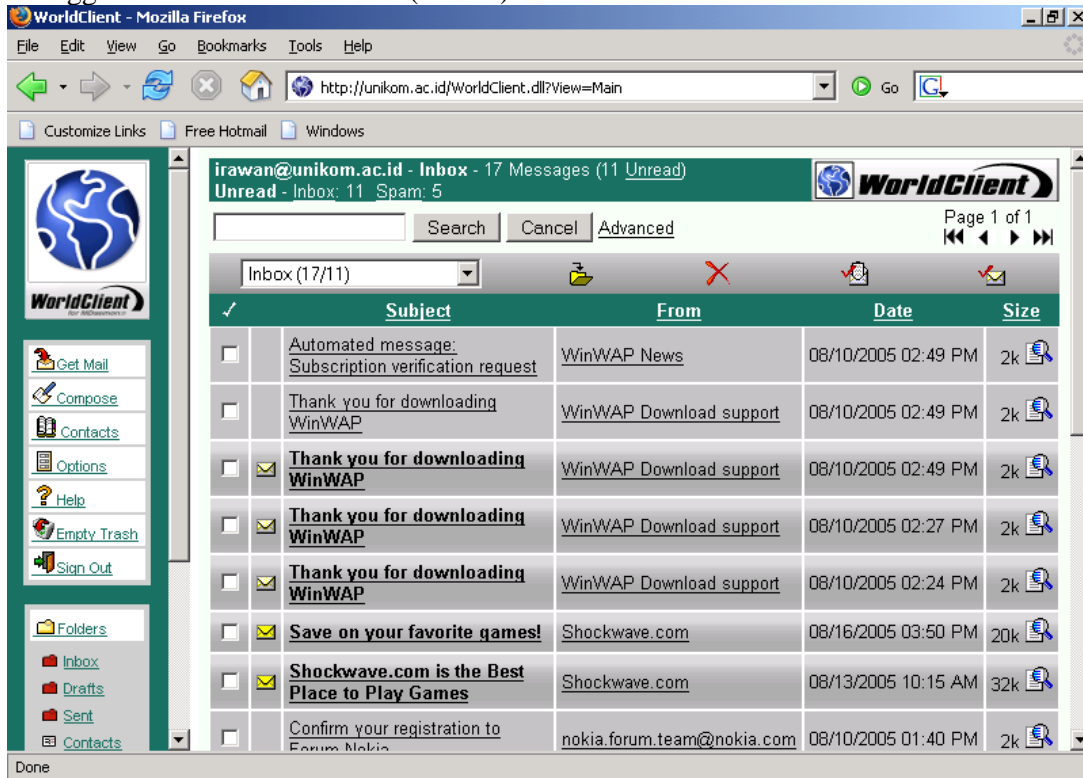 WorldClient - Mozilla Firefox
File Edit View Go Bookmarks Tools Help
http://unikom.ac.id/WorldClient.dll?View=Main Go G
Customize Links Free Hotmail Windows
irawan@unikom.ac.id - Inbox - 17 Messages (11 Unread)
Unread - Inbox: 11 Spam: 5
WorldClient
Search Cancel Advanced
Page 1 of 1
Inbox (17/11)
Subject From Date Size
Automated message:
Subscription verification request
WinWAP News 08/10/2005 02:49 PM 2k
Thank you for downloading
WinWAP
WinWAP Download support 08/10/2005 02:49 PM 2k
Thank you for downloading
WinWAP
WinWAP Download support 08/10/2005 02:49 PM 2k
Thank you for downloading
WinWAP
WinWAP Download support 08/10/2005 02:27 PM 2k
Thank you for downloading
WinWAP
WinWAP Download support 08/10/2005 02:24 PM 2k
Save on your favorite games! Shockwave.com 08/16/2005 03:50 PM 20k
Shockwave.com is the Best
Place to Play Games
Shockwave.com 08/13/2005 10:15 AM 32k
Confirm your registration to
Forum Nokia
nokia.forum.team@nokia.com 08/10/2005 01:40 PM 2k
WorldClient
Get Mail
Compose
Contacts
Options
Help
Empty Trash
Sign Out
Folders
Inbox
Drafts
Sent
Contacts
Done